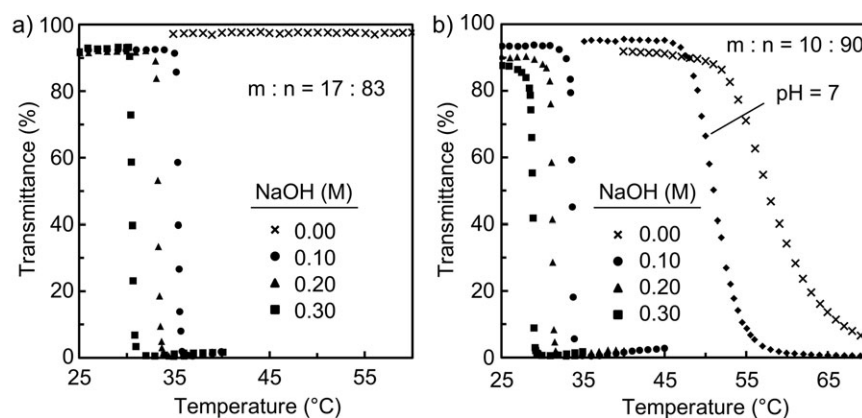 a)
Transmittance (%)
100
80
60
40
20
0
m : n = 17 : 83
NaOH (M)
× 0.00
● 0.10
▲ 0.20
■ 0.30
25 35 45 55
Temperature (°C)
b)
Transmittance (%)
100
80
60
40
20
0
m : n = 10 : 90
pH = 7
NaOH (M)
× 0.00
● 0.10
▲ 0.20
■ 0.30
25 35 45 55 65
Temperature (°C)